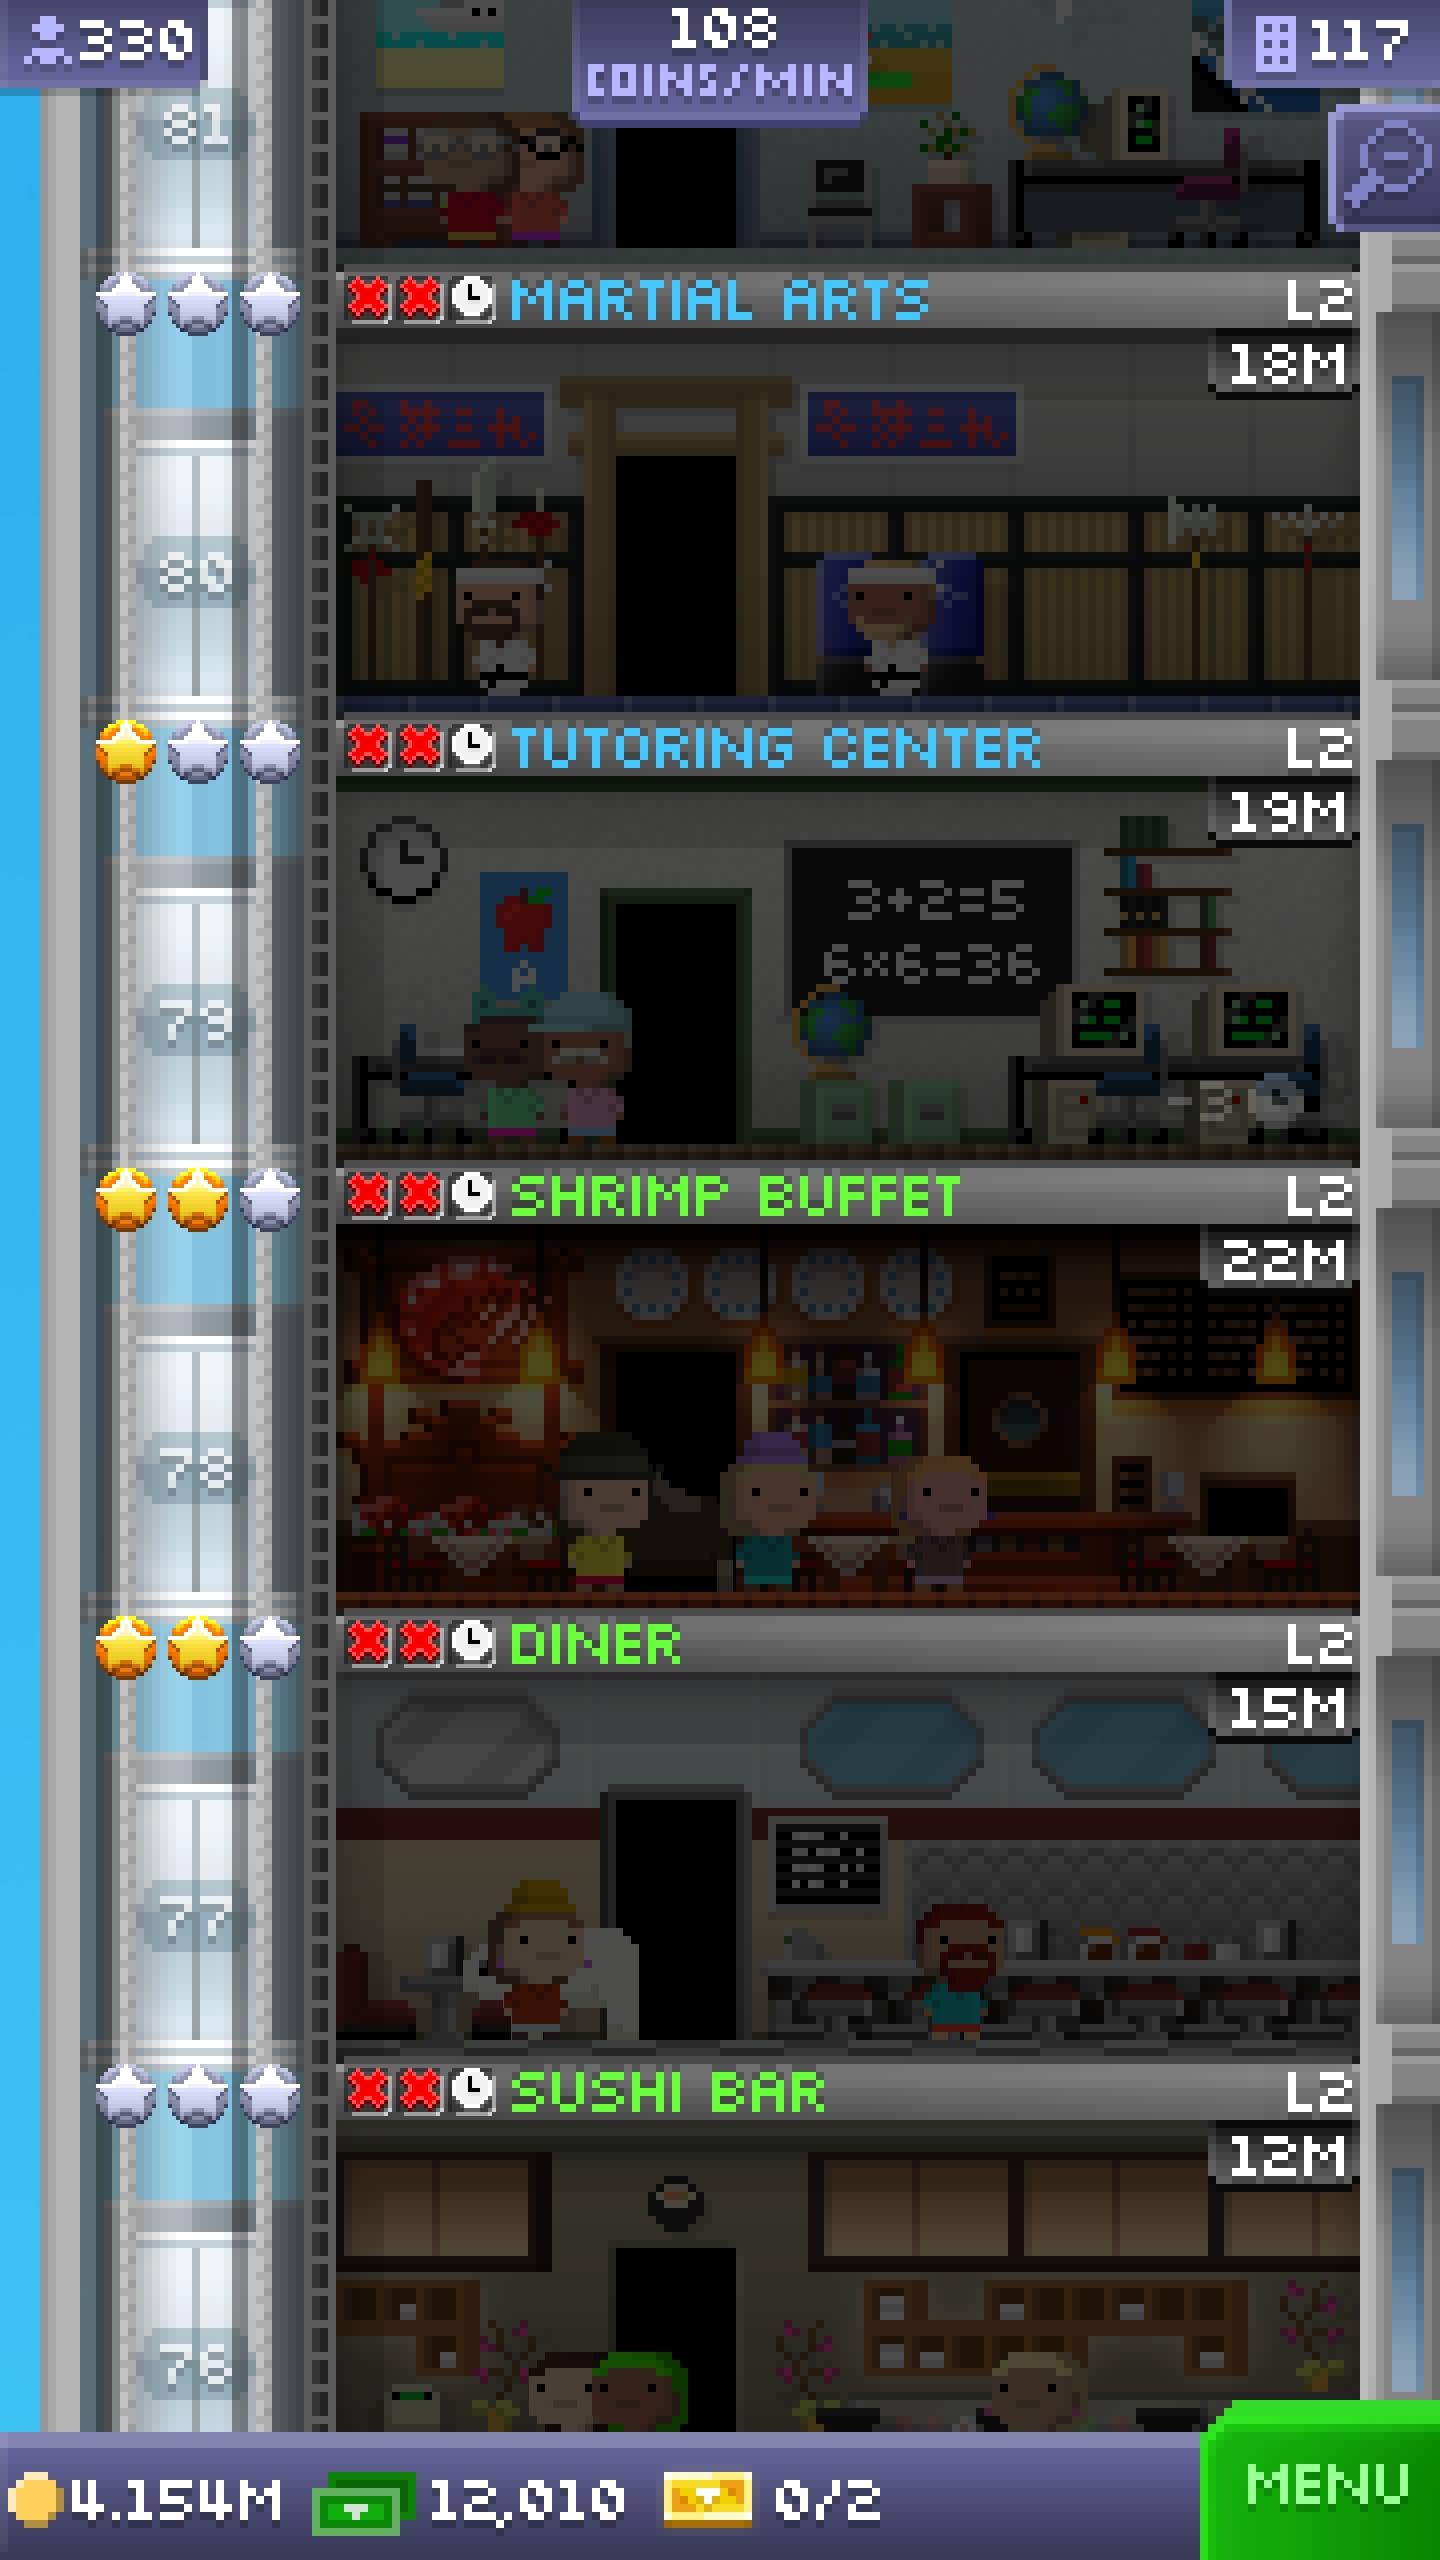 330
108
COINS/MIN
117
81
MARTIAL ARTS L2
18M
80
TUTORING CENTER L2
19M
3+2=5
6×6=36
A
79
SHRIMP BUFFET L2
22M
78
DINER L2
15M
77
SUSHI BAR L2
12M
76
4.154M 12,010 0/2 MENU